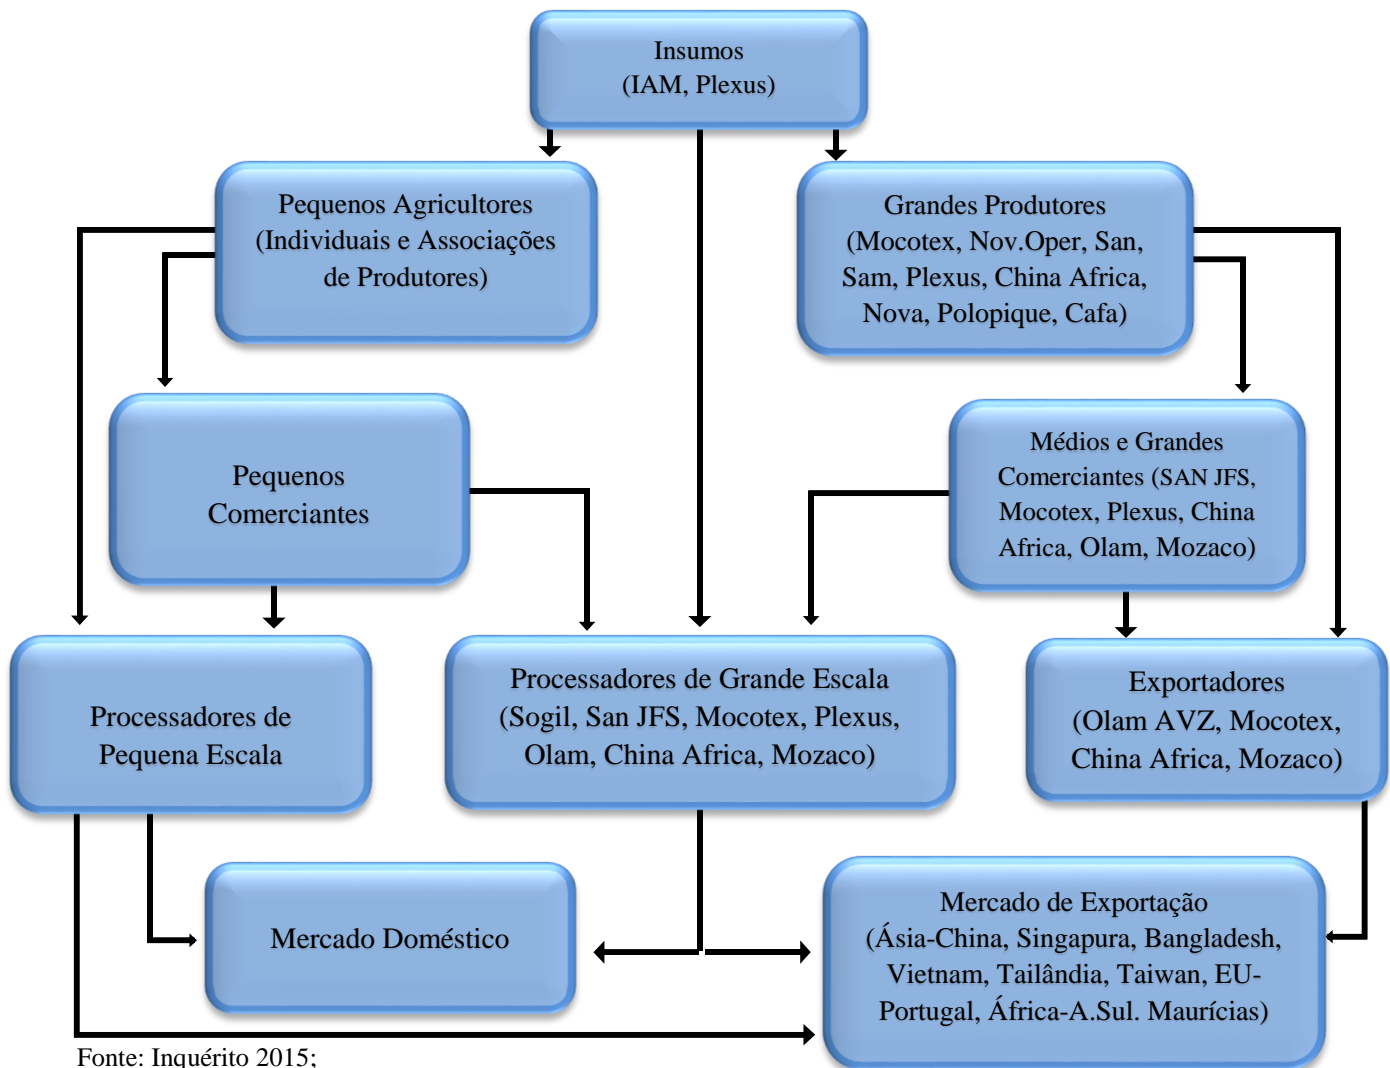 Insumos
(IAM, Plexus)
Pequenos Agricultores
(Individuais e Associações
de Produtores)
Grandes Produtores
(Mocotex, Nov.Oper, San,
Sam, Plexus, China Africa,
Nova, Polopique, Cafa)
Pequenos
Comerciantes
Médios e Grandes
Comerciantes (SAN JFS,
Mocotex, Plexus, China
Africa, Olam, Mozaco)
Processadores de
Pequena Escala
Processadores de Grande Escala
(Sogil, San JFS, Mocotex, Plexus,
Olam, China Africa, Mozaco)
Exportadores
(Olam AVZ, Mocotex,
China Africa, Mozaco)
Mercado Doméstico
Mercado de Exportação
(Ásia-China, Singapura, Bangladesh,
Vietnam, Tailândia, Taiwan, EU-
Portugal, África-A.Sul. Maurícias)
Fonte: Inquérito 2015;